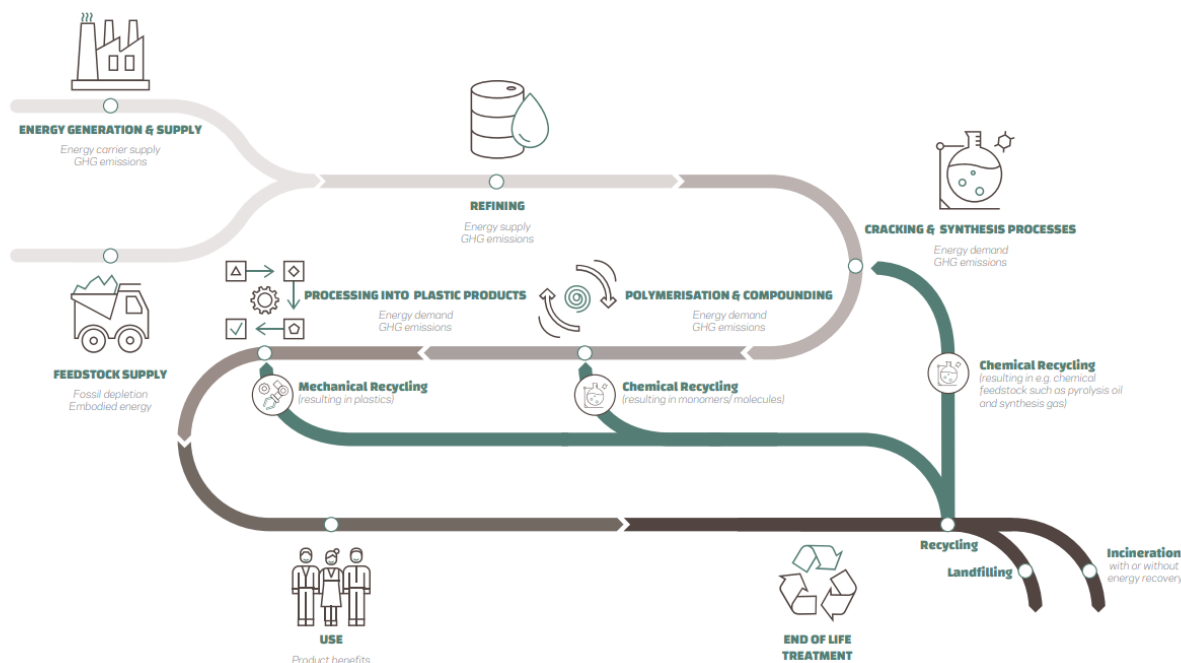 ENERGY GENERATION & SUPPLY
Energy carrier supply
GHG emissions
REFINING
Energy supply
GHG emissions
CRACKING & SYNTHESIS PROCESSES
Energy demand
GHG emissions
PROCESSING INTO PLASTIC PRODUCTS
Energy demand
GHG emissions
POLYMERISATION & COMPOUNDING
Energy demand
GHG emissions
FEEDSTOCK SUPPLY
Fossil depletion
Embodied energy
Mechanical Recycling
(resulting in plastics)
Chemical Recycling
(resulting in monomers/ molecules)
Chemical Recycling
(resulting in e.g. chemical
feedstock such as pyrolysis oil
and synthesis gas)
Recycling
Landfilling
Incineration
with or without
energy recovery
USE
Product benefits
END OF LIFE
TREATMENT